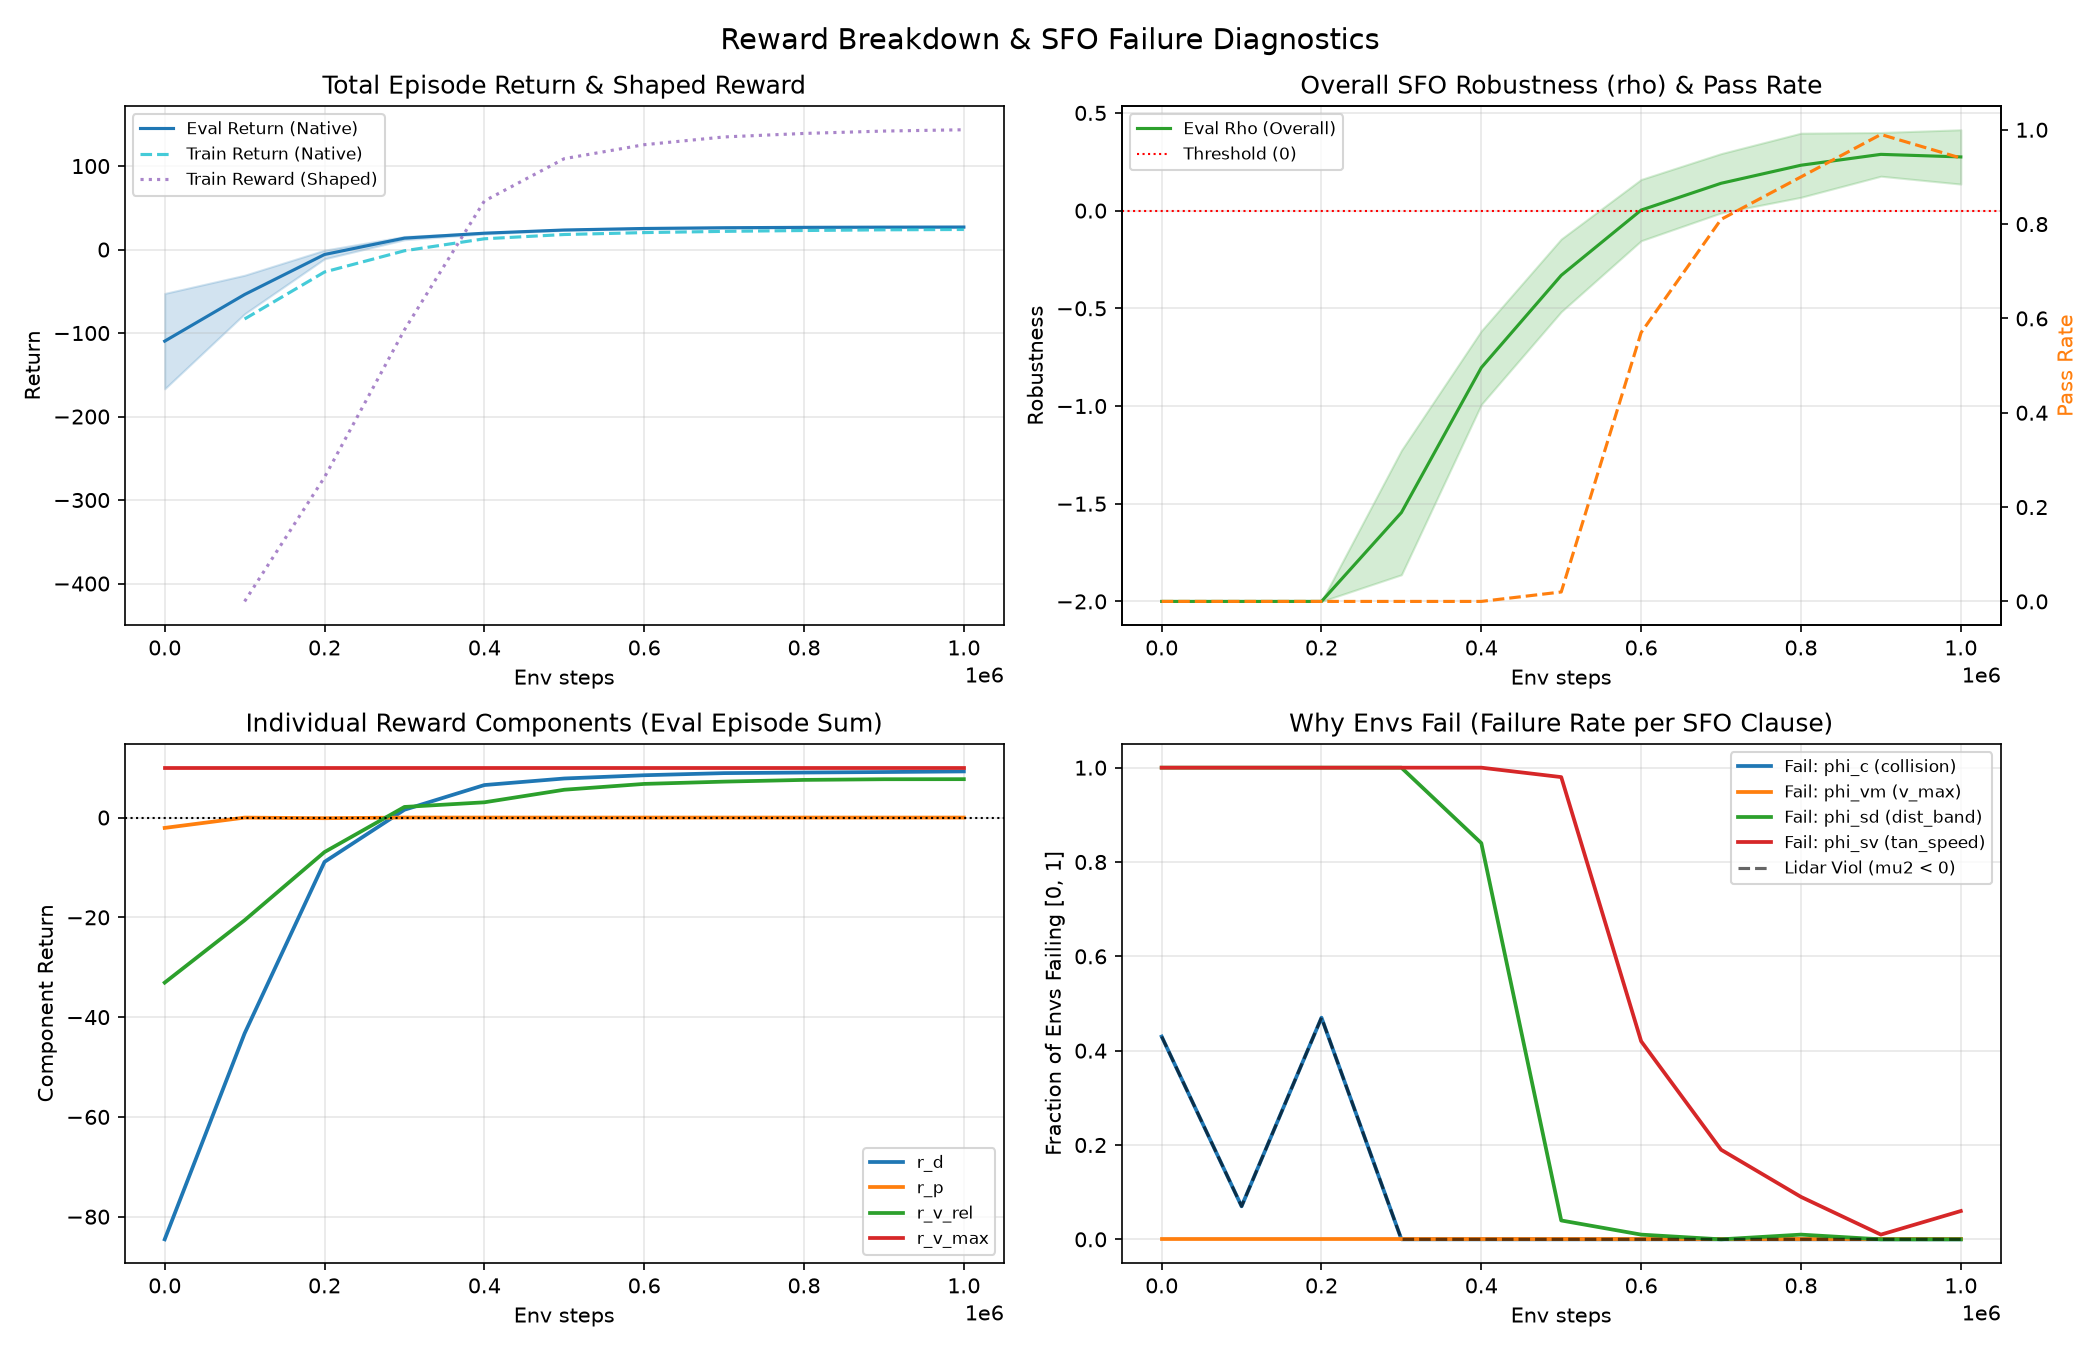 Reward Breakdown & SFO Failure Diagnostics
Total Episode Return & Shaped Reward
Eval Return (Native)
Train Return (Native)
Train Reward (Shaped)
Return
100
0
−100
−200
−300
−400
0.0 0.2 0.4 0.6 0.8 1.0
1e6
Env steps
Overall SFO Robustness (rho) & Pass Rate
Eval Rho (Overall)
Threshold (0)
Robustness
0.5
0.0
−0.5
−1.0
−1.5
−2.0
Pass Rate
1.0
0.8
0.6
0.4
0.2
0.0
0.0 0.2 0.4 0.6 0.8 1.0
1e6
Env steps
Individual Reward Components (Eval Episode Sum)
Component Return
0
−20
−40
−60
−80
r_d
r_p
r_v_rel
r_v_max
0.0 0.2 0.4 0.6 0.8 1.0
1e6
Env steps
Why Envs Fail (Failure Rate per SFO Clause)
Fraction of Envs Failing [0, 1]
1.0
0.8
0.6
0.4
0.2
0.0
Fail: phi_c (collision)
Fail: phi_vm (v_max)
Fail: phi_sd (dist_band)
Fail: phi_sv (tan_speed)
Lidar Viol (mu2 < 0)
0.0 0.2 0.4 0.6 0.8 1.0
1e6
Env steps